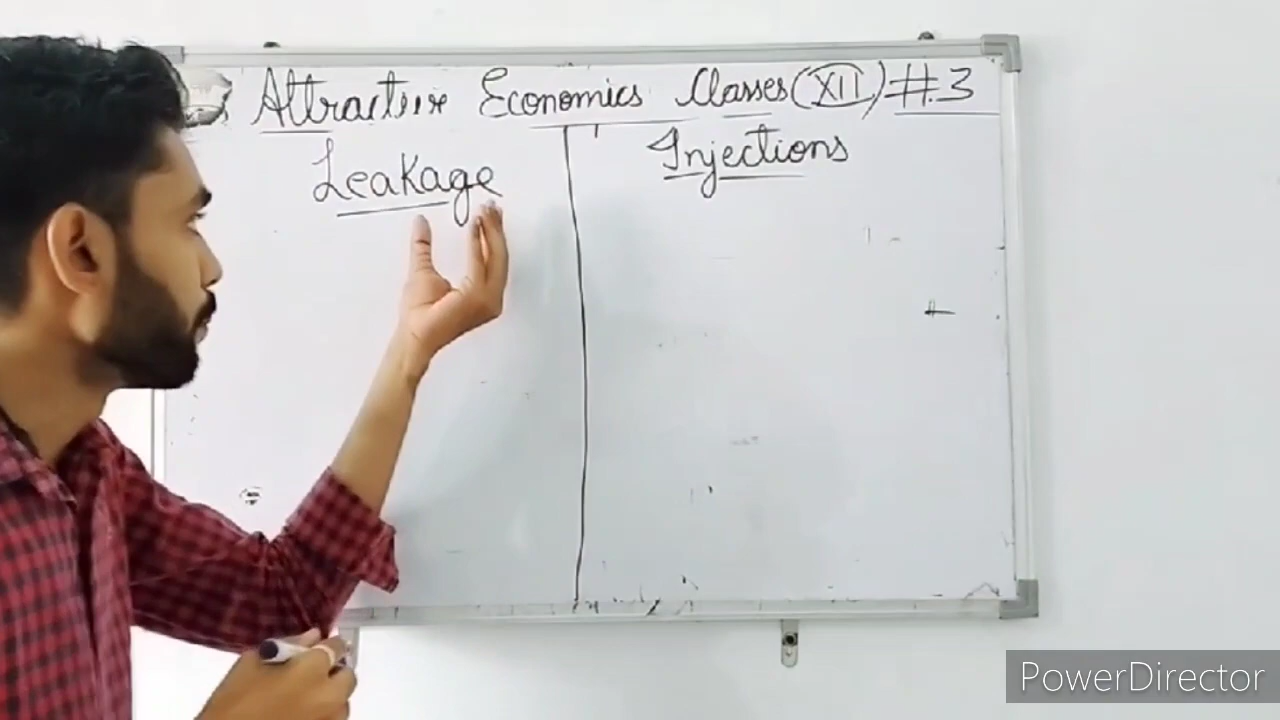 Attractive Economics Classes (XII) #.3
Leakage
Injections
PowerDirector